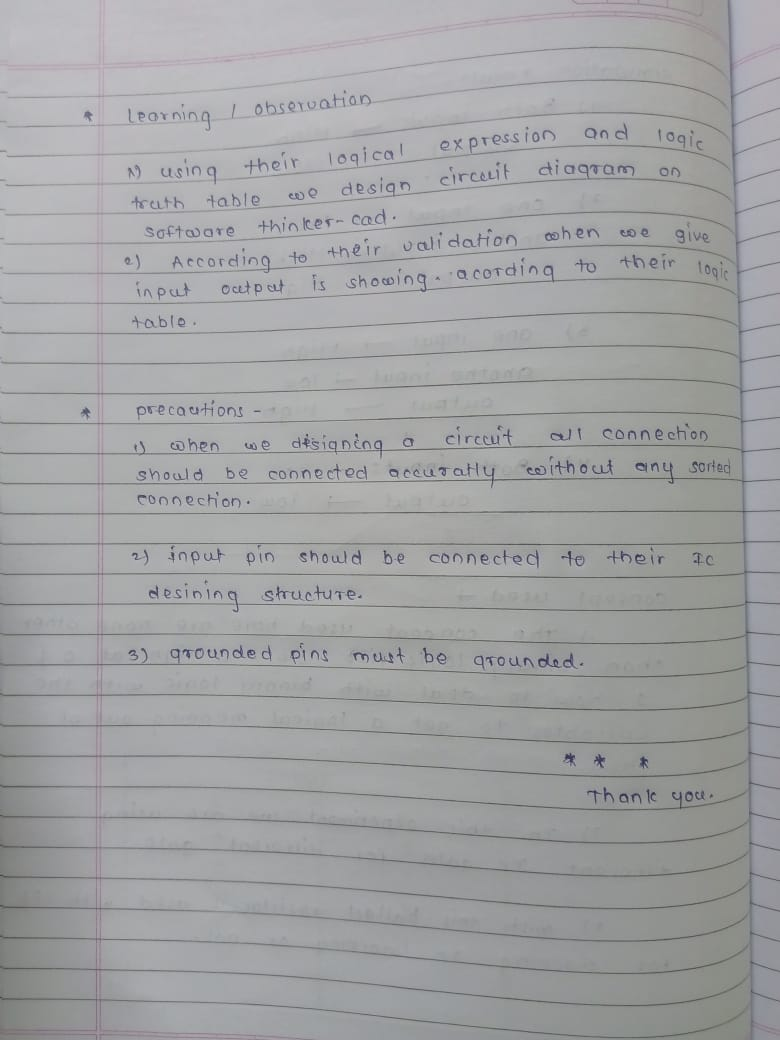 * learning / observation
1) using their logical expression and logic
truth table we design circuit diagram on
software thinker-cad.
2) According to their validation when we give
input output is showing. acording to their logic
table.
* precautions -
1) when we designing a circuit all connection
should be connected accuratly without any sorted
connection.
2) input pin should be connected to their Ic
desining structure.
3) grounded pins must be grounded.
* * *
Thank you.